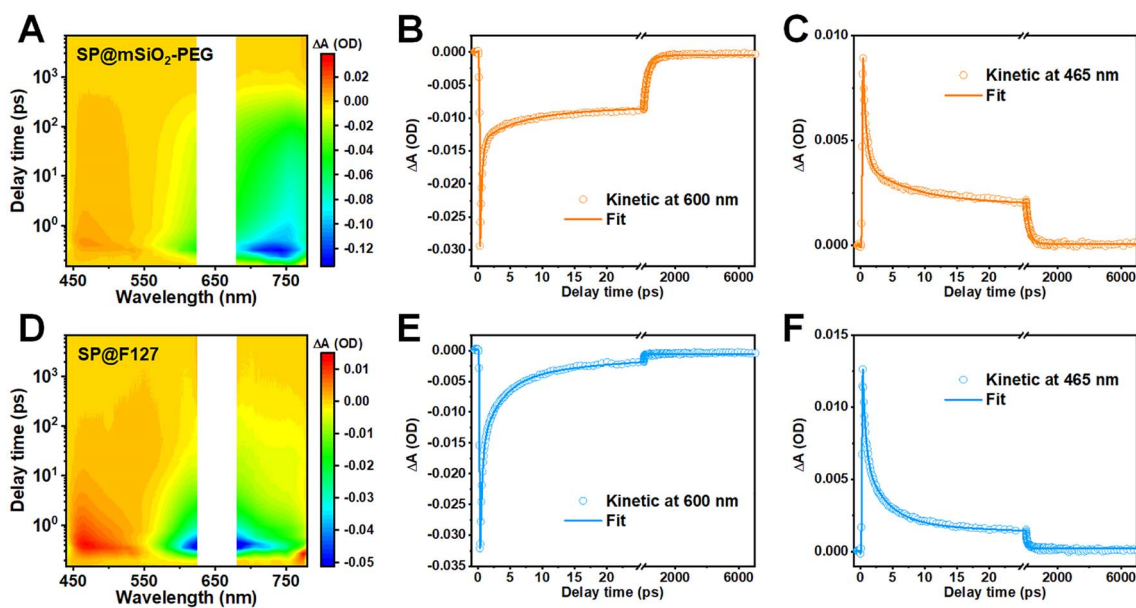 A
SP@mSiO₂-PEG
ΔA (OD)
0.02
0.00
-0.02
-0.04
-0.06
-0.08
-0.10
-0.12
Delay time (ps)
10³
10²
10¹
10⁰
450
550
650
750
Wavelength (nm)
B
ΔA (OD)
0.000
-0.005
-0.010
-0.015
-0.020
-0.025
-0.030
Kinetic at 600 nm
Fit
0 5 10 15 20 2000 4000 6000
Delay time (ps)
C
ΔA (OD)
0.010
0.005
0.000
Kinetic at 465 nm
Fit
0 5 10 15 20 2000 4000 6000
Delay time (ps)
D
SP@F127
ΔA (OD)
0.01
0.00
-0.01
-0.02
-0.03
-0.04
-0.05
Delay time (ps)
10³
10²
10¹
10⁰
450
550
650
750
Wavelength (nm)
E
ΔA (OD)
0.000
-0.005
-0.010
-0.015
-0.020
-0.025
-0.030
-0.035
Kinetic at 600 nm
Fit
0 5 10 15 20 2000 4000 6000
Delay time (ps)
F
ΔA (OD)
0.015
0.010
0.005
0.000
Kinetic at 465 nm
Fit
0 5 10 15 20 2000 4000 6000
Delay time (ps)